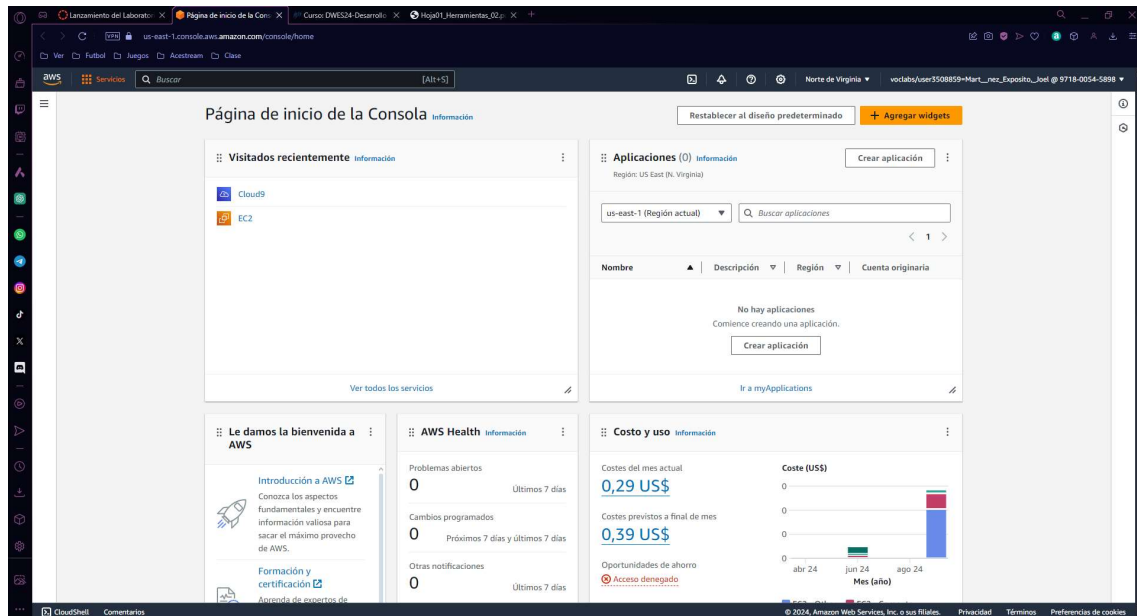 Lanzamiento del Laborator
Página de inicio de la Cons
Curso: DWES24-Desarrollo
Hoja01_Herramientas_02.p
VPN
us-east-1.console.aws.amazon.com/console/home
Ver Futbol Juegos Acestream Clase
aws Servicios Buscar [Alt+S] Norte de Virginia voclabs/user3508859=Mart__nez_Exposito,_Joel @ 9718-0054-5898
Página de inicio de la Consola Información
Restablecer al diseño predeterminado
+ Agregar widgets
Visitados recientemente Información
Cloud9
EC2
Ver todos los servicios
Aplicaciones (0) Información
Región: US East (N. Virginia)
Crear aplicación
us-east-1 (Región actual)
Buscar aplicaciones
1
Nombre Descripción Región Cuenta originaria
No hay aplicaciones
Comience creando una aplicación.
Crear aplicación
Ir a myApplications
Le damos la bienvenida a
AWS
Introducción a AWS
Conozca los aspectos
fundamentales y encuentre
información valiosa para
sacar el máximo provecho
de AWS.
Formación y
certificación
Aprenda de expertos de
AWS Health Información
Problemas abiertos
0 Últimos 7 días
Cambios programados
0 Próximos 7 días y últimos 7 días
Otras notificaciones
0 Últimos 7 días
Costo y uso Información
Costes del mes actual
0,29 US$
Costes previstos a final de mes
0,39 US$
Oportunidades de ahorro
Acceso denegado
Coste (US$)
0
0
0
0
abr 24 jun 24 ago 24
Mes (año)
CloudShell Comentarios
© 2024, Amazon Web Services, Inc. o sus filiales. Privacidad Términos Preferencias de cookies